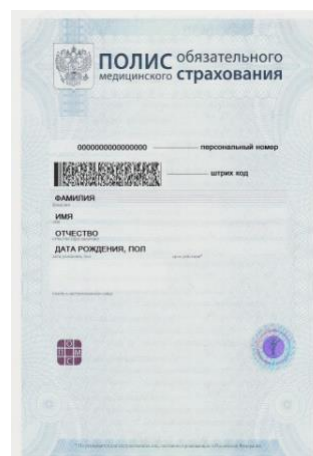 ПОЛИС обязательного
медицинского страхования
0000000000000000 персональный номер
штрих код
ФАМИЛИЯ
ИМЯ
ОТЧЕСТВО
ДАТА РОЖДЕНИЯ, ПОЛ
П О М С